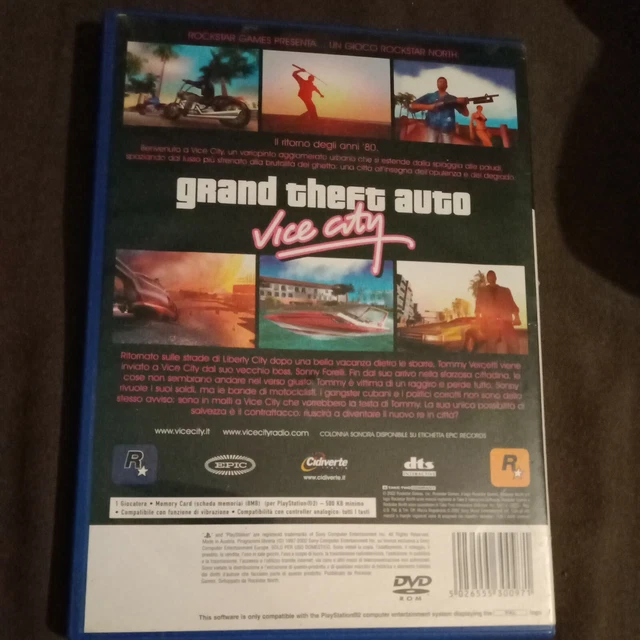 ROCKSTAR GAMES PRESENTA... UN GIOCO ROCKSTAR NORTH.
Il ritorno degli anni '80.
Benvenuto a Vice City, un variopinto agglomerato urbano che si estende dalla spiaggia alle paludi,
spaziando dal lusso più sfrenato alla brutalità del ghetto: una città all'insegna dell'opulenza e del degrado.
grand theft auto
Vice City
Ritornato sulle strade di Liberty City dopo una bella vacanza dietro le sbarre, Tommy Vercetti viene
inviato a Vice City dal suo vecchio boss, Sonny Forelli. Fin dal suo arrivo nella sfarzosa cittadina, le
cose non sembrano andare nel verso giusto. Tommy è vittima di un raggiro e perde tutto. Sonny
rivuole i suoi soldi, ma le bande di motociclisti, i gangster cubani e i politici corrotti non sono dello
stesso avviso: sono in molti a Vice City che vorrebbero la testa di Tommy. La sua unica possibilità di
salvezza è il contrattacco: riuscirà a diventare il nuovo re in città?
www.vicecity.it www.vicecityradio.com COLONNA SONORA DISPONIBILE SU ETICHETTA EPIC RECORDS
R EPIC Cidiverte dts R
www.cidiverte.it
1 Giocatore • Memory Card (scheda memoria) (8MB) (per PlayStation®2) – 500 KB minimo
• Compatibile con funzione di vibrazione • Compatibilità con controller analogico: tutti i tasti
DVD
ROM
5 026555 300971
This software is only compatible with the PlayStation®2 computer entertainment system displaying the PAL logo